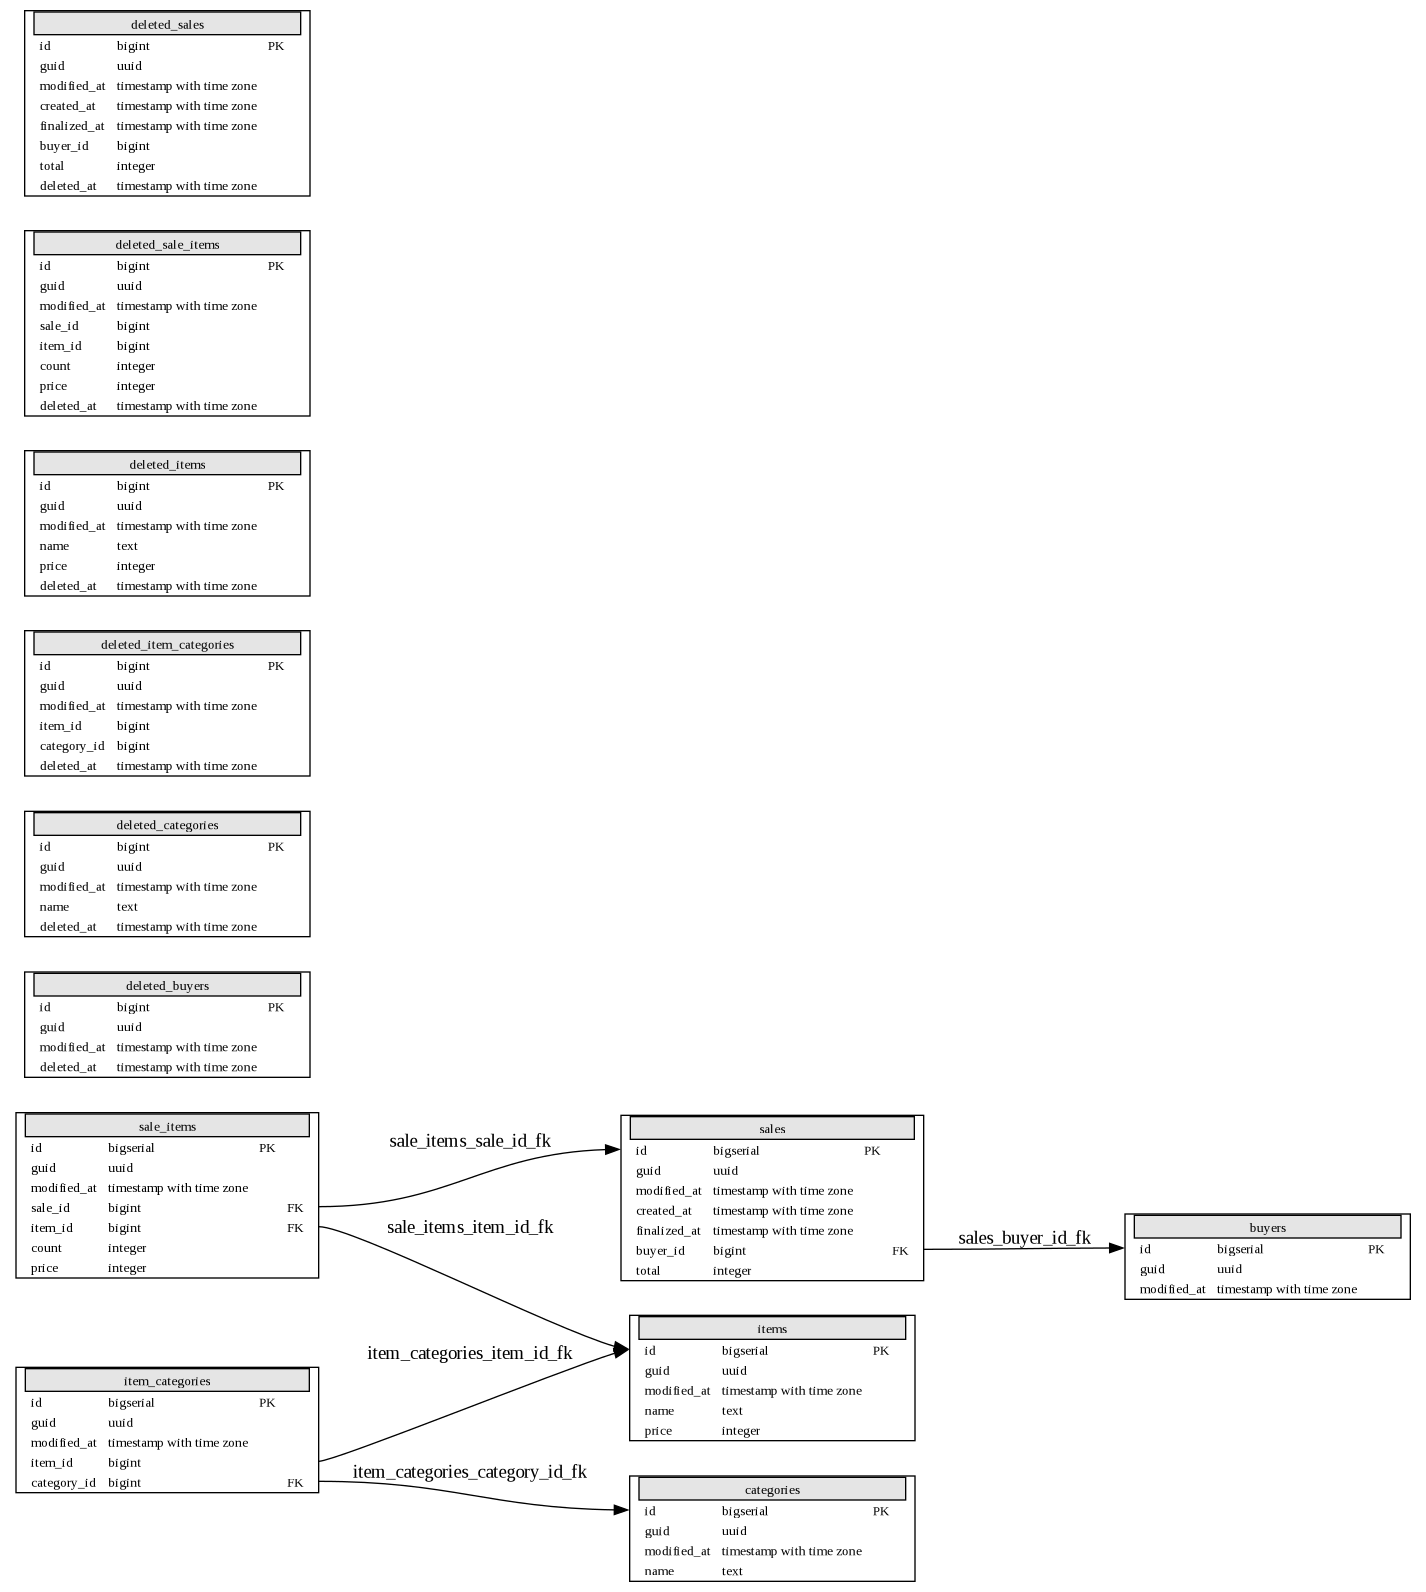 deleted_sales
id bigint PK
guid uuid
modified_at timestamp with time zone
created_at timestamp with time zone
finalized_at timestamp with time zone
buyer_id bigint
total integer
deleted_at timestamp with time zone
deleted_sale_items
id bigint PK
guid uuid
modified_at timestamp with time zone
sale_id bigint
item_id bigint
count integer
price integer
deleted_at timestamp with time zone
deleted_items
id bigint PK
guid uuid
modified_at timestamp with time zone
name text
price integer
deleted_at timestamp with time zone
deleted_item_categories
id bigint PK
guid uuid
modified_at timestamp with time zone
item_id bigint
category_id bigint
deleted_at timestamp with time zone
deleted_categories
id bigint PK
guid uuid
modified_at timestamp with time zone
name text
deleted_at timestamp with time zone
deleted_buyers
id bigint PK
guid uuid
modified_at timestamp with time zone
deleted_at timestamp with time zone
sale_items
id bigserial PK
guid uuid
modified_at timestamp with time zone
sale_id bigint FK
item_id bigint FK
count integer
price integer
sale_items_sale_id_fk
sale_items_item_id_fk
sales
id bigserial PK
guid uuid
modified_at timestamp with time zone
created_at timestamp with time zone
finalized_at timestamp with time zone
buyer_id bigint FK
total integer
sales_buyer_id_fk
buyers
id bigserial PK
guid uuid
modified_at timestamp with time zone
item_categories
id bigserial PK
guid uuid
modified_at timestamp with time zone
item_id bigint
category_id bigint FK
item_categories_item_id_fk
item_categories_category_id_fk
items
id bigserial PK
guid uuid
modified_at timestamp with time zone
name text
price integer
categories
id bigserial PK
guid uuid
modified_at timestamp with time zone
name text